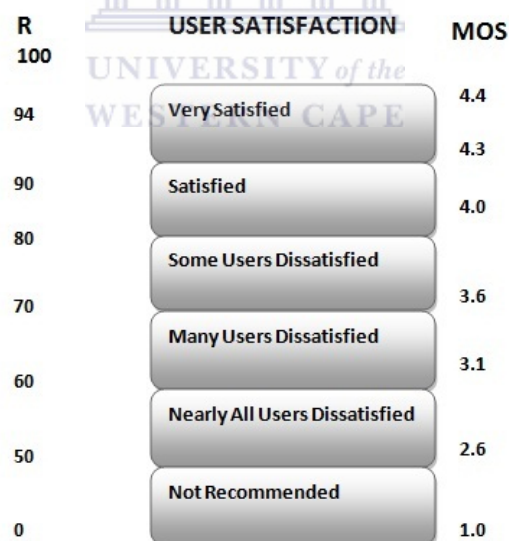 R USER SATISFACTION MOS
100
UNIVERSITY of the
WESTERN CAPE
4.4
94 Very Satisfied
4.3
90 Satisfied
4.0
80
Some Users Dissatisfied
3.6
70
Many Users Dissatisfied
3.1
60
Nearly All Users Dissatisfied
2.6
50
Not Recommended
0 1.0